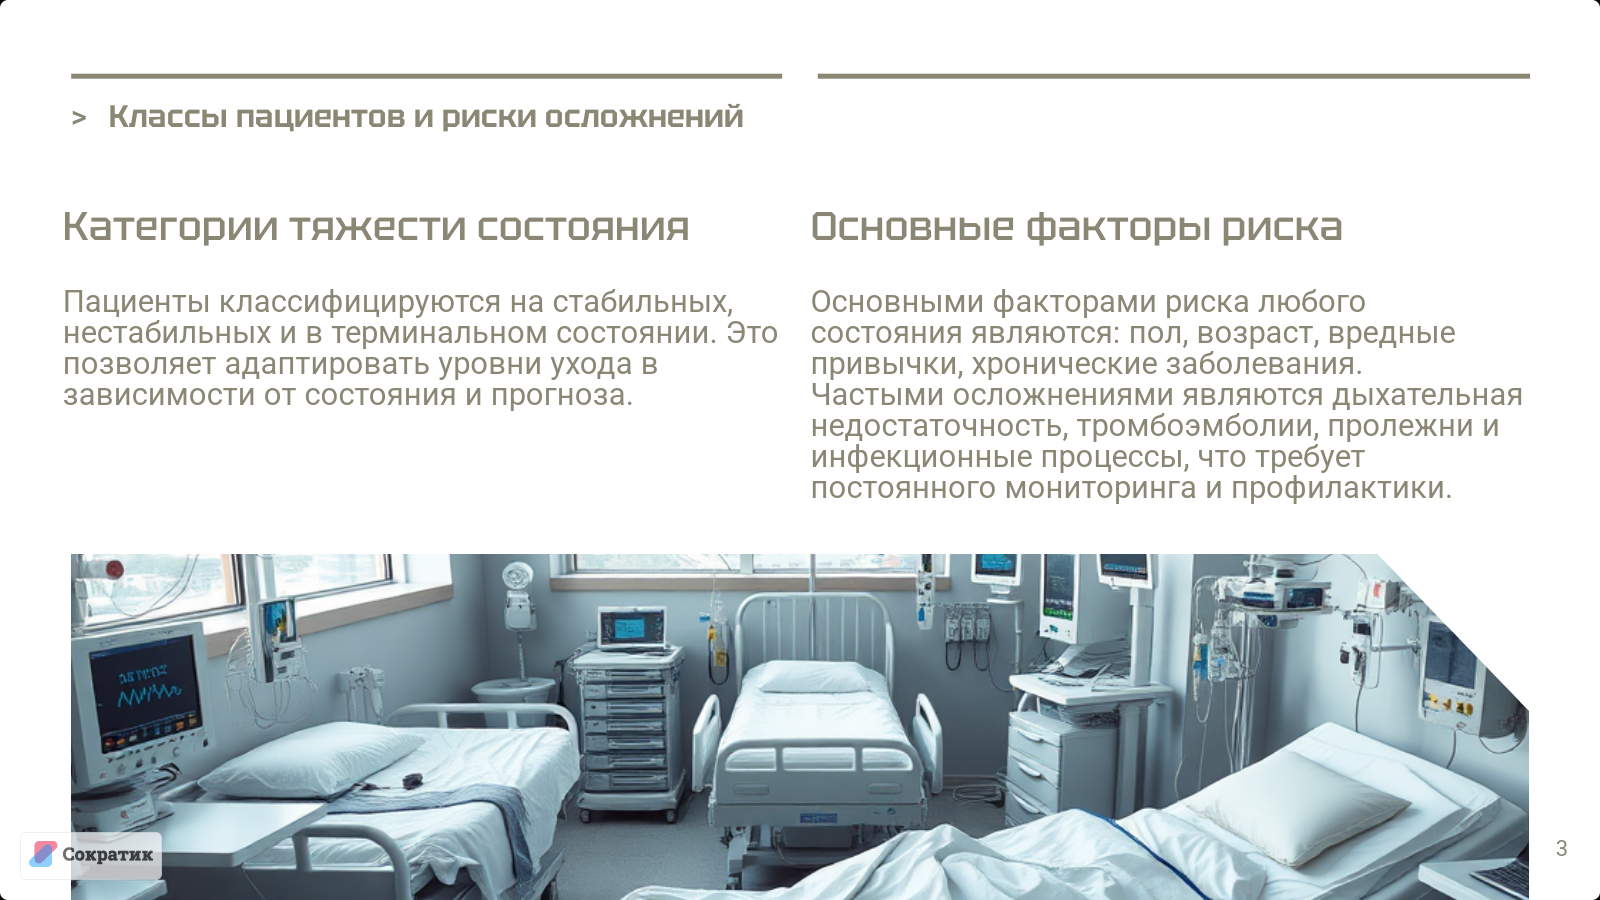 > Классы пациентов и риски осложнений
Категории тяжести состояния
Пациенты классифицируются на стабильных,
нестабильных и в терминальном состоянии. Это
позволяет адаптировать уровни ухода в
зависимости от состояния и прогноза.
Основные факторы риска
Основными факторами риска любого
состояния являются: пол, возраст, вредные
привычки, хронические заболевания.
Частыми осложнениями являются дыхательная
недостаточность, тромбоэмболии, пролежни и
инфекционные процессы, что требует
постоянного мониторинга и профилактики.
Сократик
3